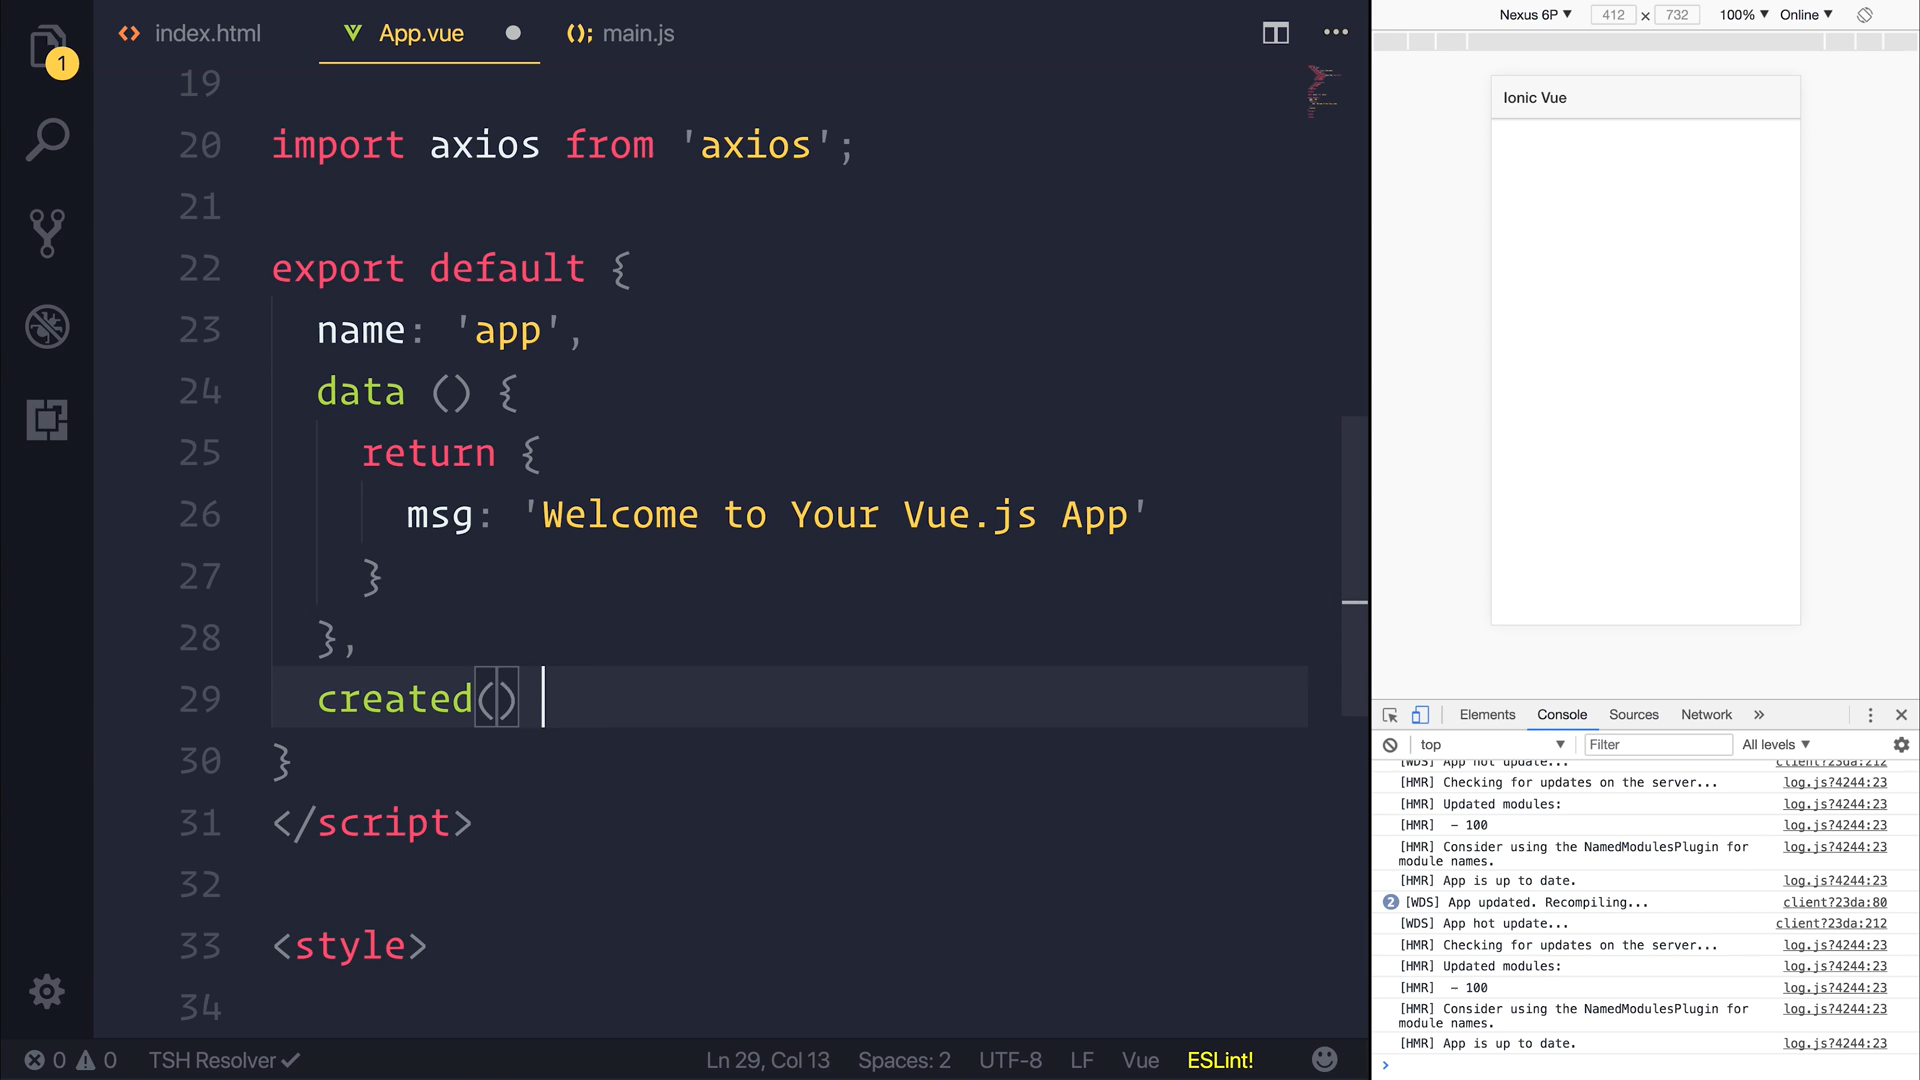 index.html
App.vue
main.js
1
19
20 import axios from 'axios';
21
22 export default {
23 name: 'app',
24 data () {
25 return {
26 msg: 'Welcome to Your Vue.js App'
27 }
28 },
29 created()
30 }
31 </script>
32
33 <style>
34
0 0 TSH Resolver Ln 29, Col 13 Spaces: 2 UTF-8 LF Vue ESLint!
Nexus 6P 412 x 732 100% Online
Ionic Vue
Elements Console Sources Network »
top Filter All levels
[WDS] App hot update... client?23da:212
[HMR] Checking for updates on the server... log.js?4244:23
[HMR] Updated modules: log.js?4244:23
[HMR] - 100 log.js?4244:23
[HMR] Consider using the NamedModulesPlugin for log.js?4244:23
module names.
[HMR] App is up to date. log.js?4244:23
2 [WDS] App updated. Recompiling... client?23da:80
[WDS] App hot update... client?23da:212
[HMR] Checking for updates on the server... log.js?4244:23
[HMR] Updated modules: log.js?4244:23
[HMR] - 100 log.js?4244:23
[HMR] Consider using the NamedModulesPlugin for log.js?4244:23
module names.
[HMR] App is up to date. log.js?4244:23